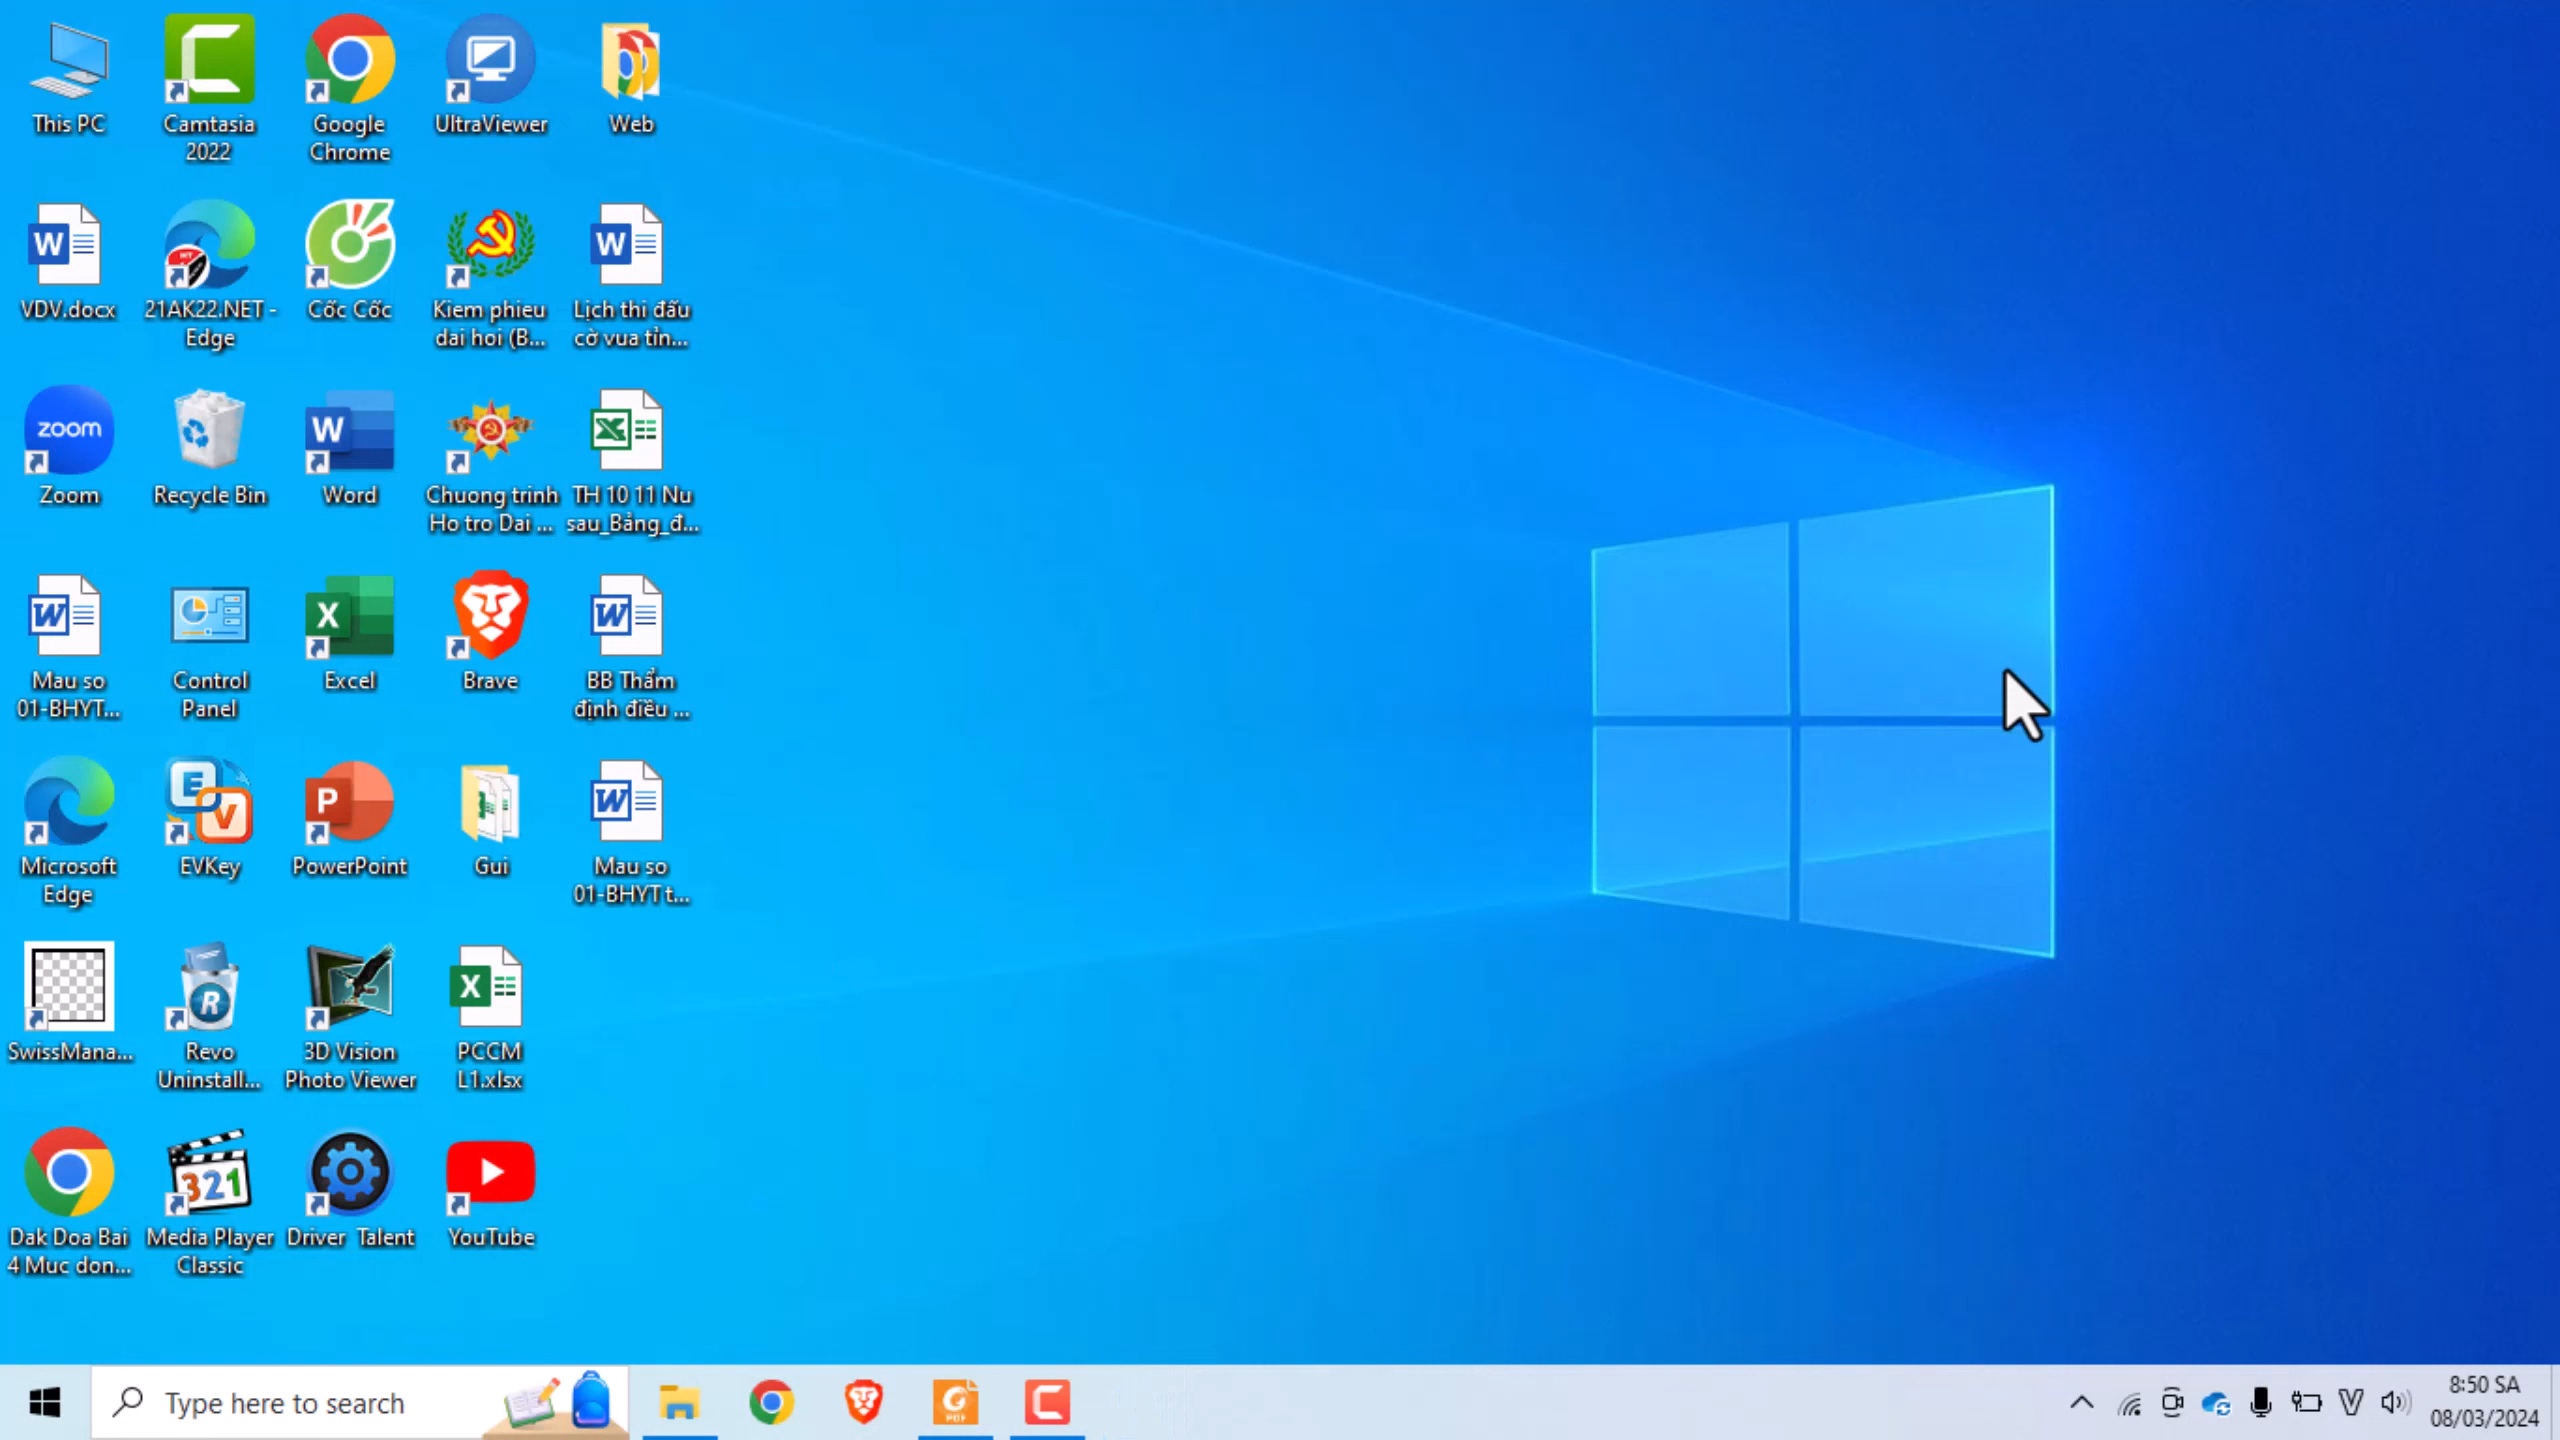 This PC
Camtasia
2022
Google
Chrome
UltraViewer
Web
VDV.docx
21AK22.NET -
Edge
Cốc Cốc
Kiem phieu
dai hoi (B...
Lịch thi đấu
cờ vua tỉn...
zoom
Zoom
Recycle Bin
Word
Chuong trinh
Ho tro Dai ...
TH 10 11 Nu
sau_Bảng_đ...
Mau so
01-BHYT...
Control
Panel
Excel
Brave
BB Thẩm
định điều ...
Microsoft
Edge
EVKey
PowerPoint
Gui
Mau so
01-BHYT t...
SwissMana...
Revo
Uninstall...
3D Vision
Photo Viewer
PCCM
L1.xlsx
Dak Doa Bai
4 Muc don...
321
Media Player
Classic
Driver Talent
YouTube
Type here to search
PDF
8:50 SA
08/03/2024